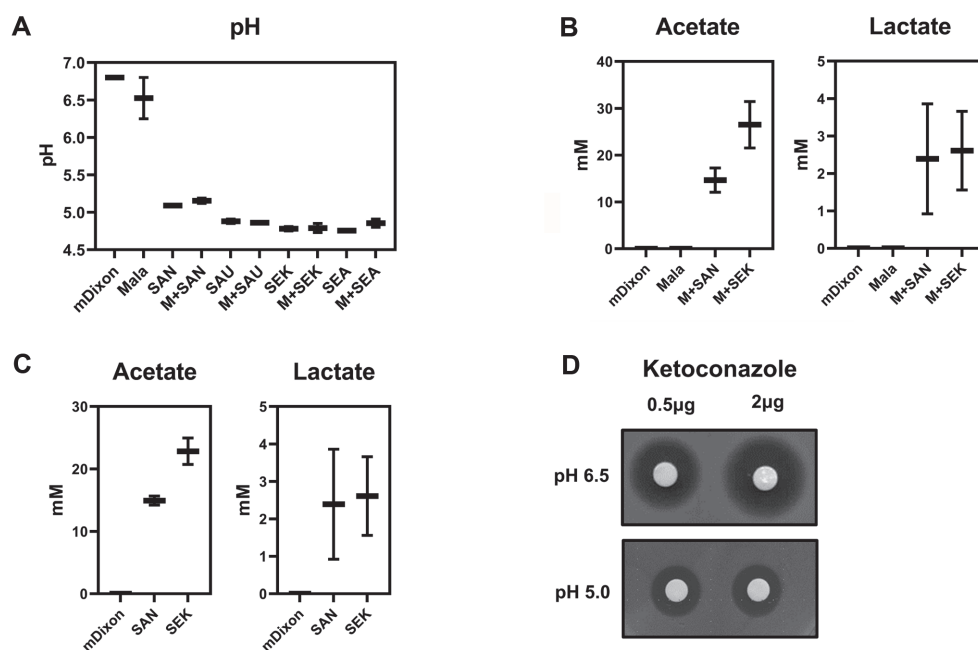 A
pH
pH
7.0
6.5
6.0
5.5
5.0
4.5
mDixon
Mala
SAN
M+SAN
SAU
M+SAU
SEK
M+SEK
SEA
M+SEA
B
Acetate
mM
40
30
20
10
0
mDixon
Mala
M+SAN
M+SEK
Lactate
mM
5
4
3
2
1
0
mDixon
Mala
M+SAN
M+SEK
C
Acetate
mM
30
20
10
0
mDixon
SAN
SEK
Lactate
mM
5
4
3
2
1
0
mDixon
SAN
SEK
D
Ketoconazole
0.5µg 2µg
pH 6.5
pH 5.0